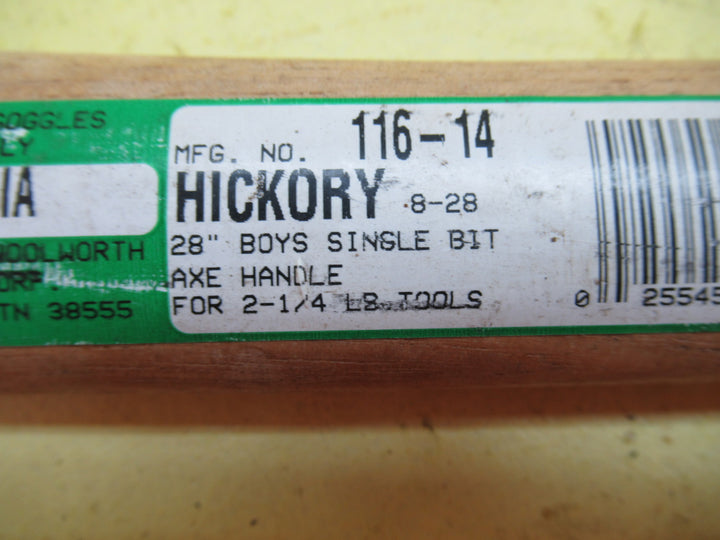 GOGGLES
LY
IA
WOOLWORTH
ORP
TN 38555
MFG. NO. 116-14
HICKORY 8-28
28" BOYS SINGLE BIT
AXE HANDLE
FOR 2-1/4 LB TOOLS
0 25545